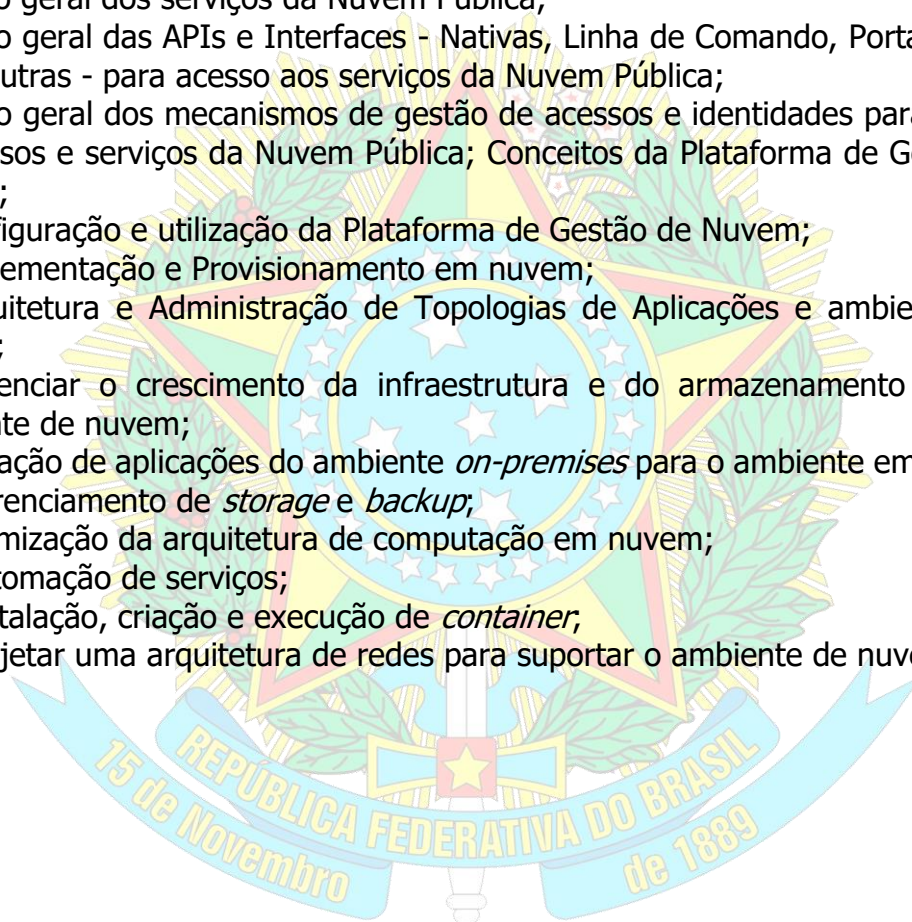 o geral dos serviços da Nuvem Pública;
o geral das APIs e Interfaces - Nativas, Linha de Comando, Porta
utras - para acesso aos serviços da Nuvem Pública;
o geral dos mecanismos de gestão de acessos e identidades para
sos e serviços da Nuvem Pública; Conceitos da Plataforma de G
;
figuração e utilização da Plataforma de Gestão de Nuvem;
ementação e Provisionamento em nuvem;
uitetura e Administração de Topologias de Aplicações e ambie
;
enciar o crescimento da infraestrutura e do armazenamento
nte de nuvem;
ação de aplicações do ambiente on-premises para o ambiente em
renciamento de storage e backup;
mização da arquitetura de computação em nuvem;
tomação de serviços;
talação, criação e execução de container;
jetar uma arquitetura de redes para suportar o ambiente de nuv
REPÚBLICA FEDERATIVA DO BRASIL
15 de Novembro de 1889